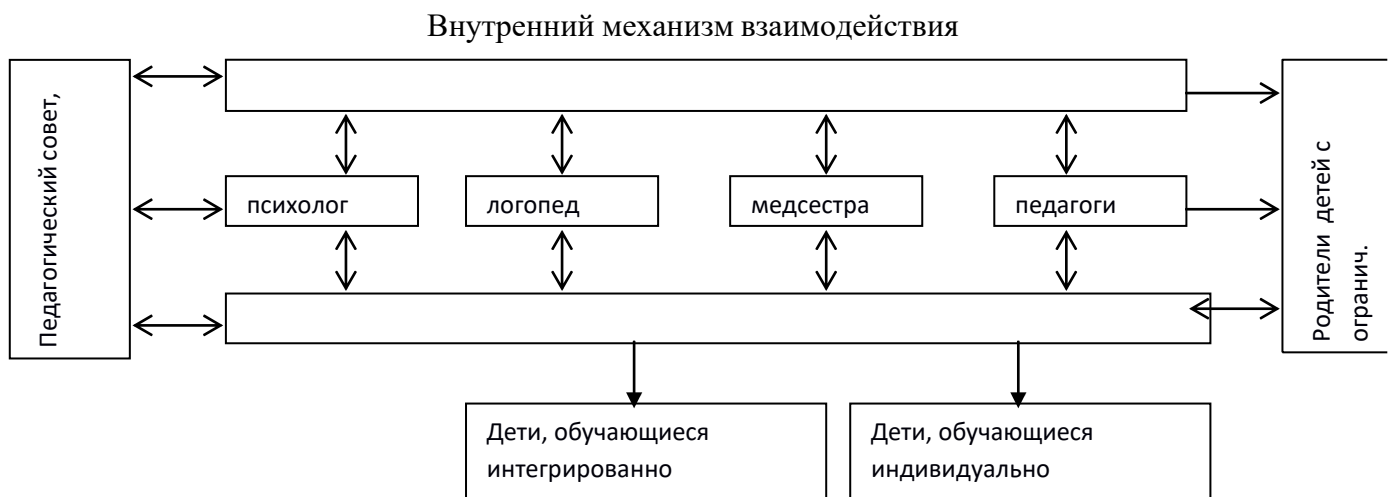 Внутренний механизм взаимодействия
Педагогический совет,
психолог
логопед
медсестра
педагоги
Родители детей с
огранич.
Дети, обучающиеся
интегрированно
Дети, обучающиеся
индивидуально